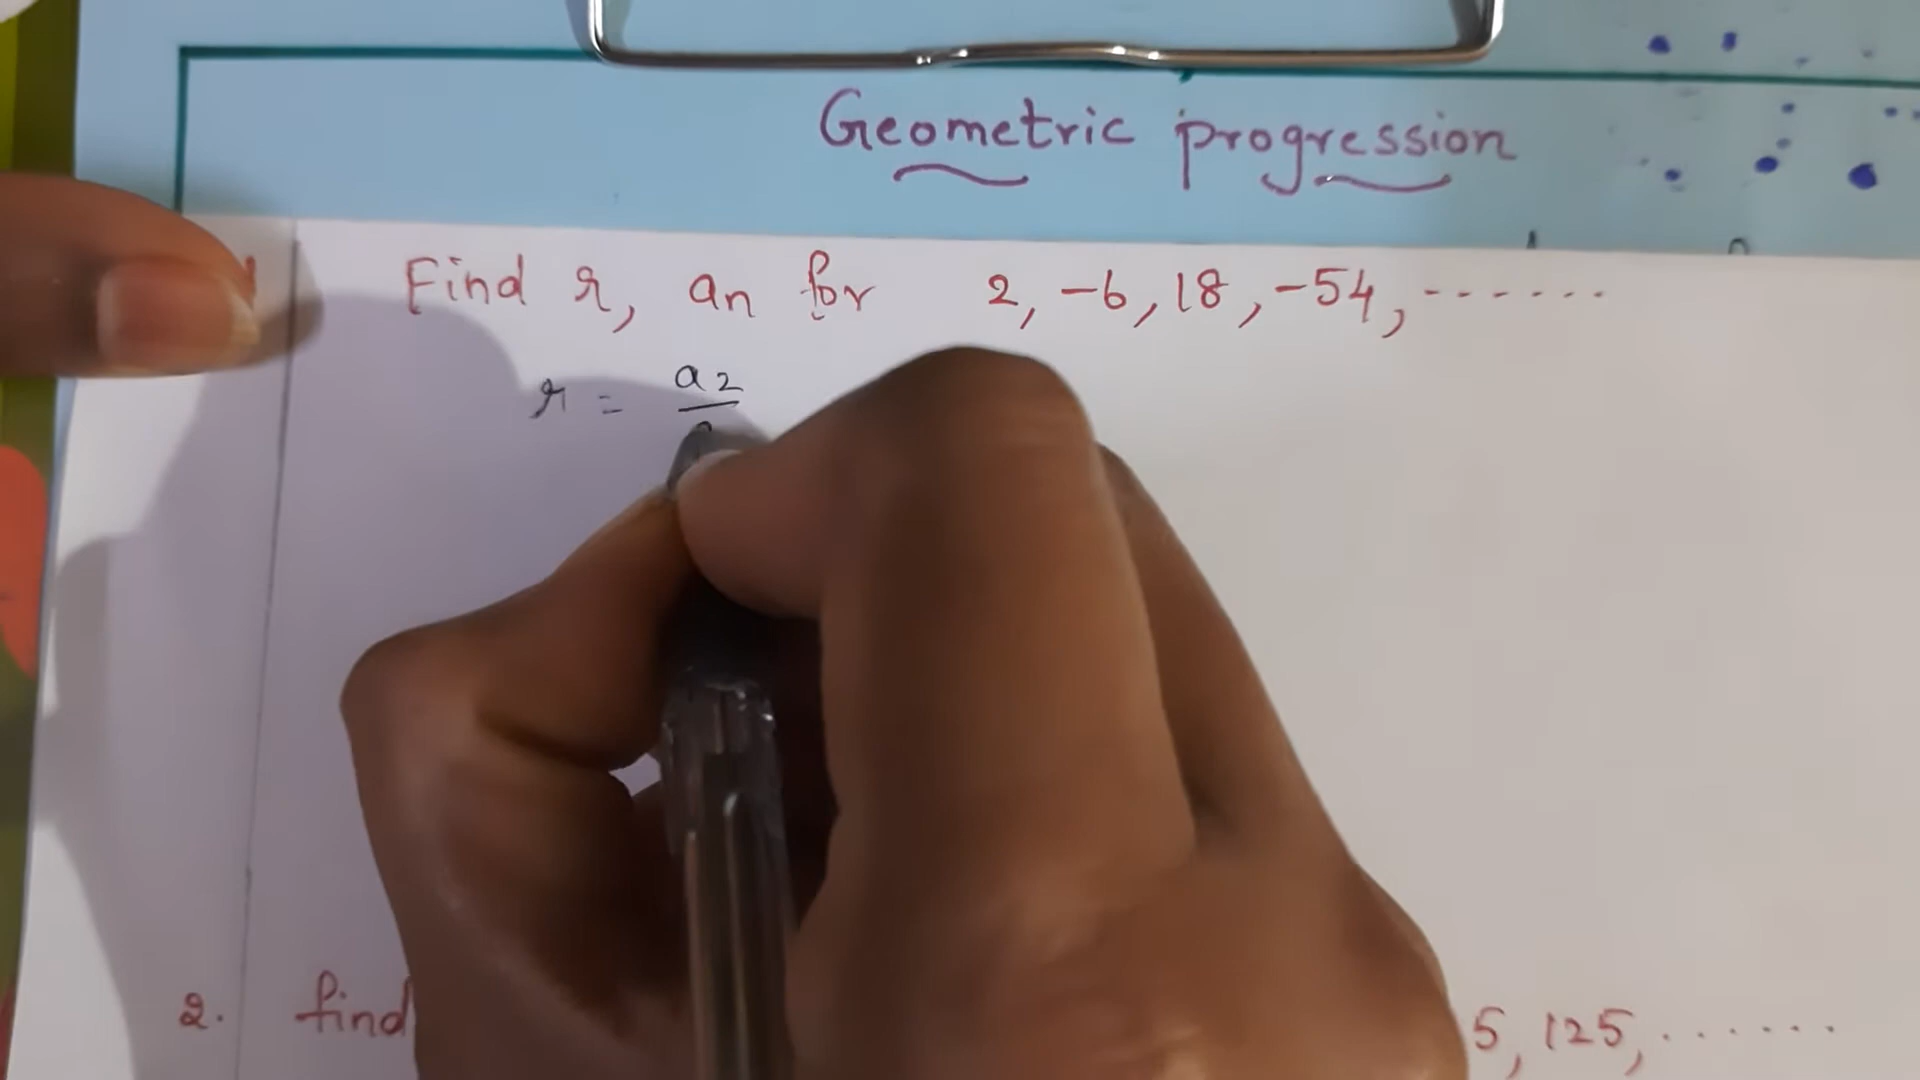 Geometric progression
Find r, an for 2, -6, 18, -54, ------
r = a2
2. find 5, 125, ......